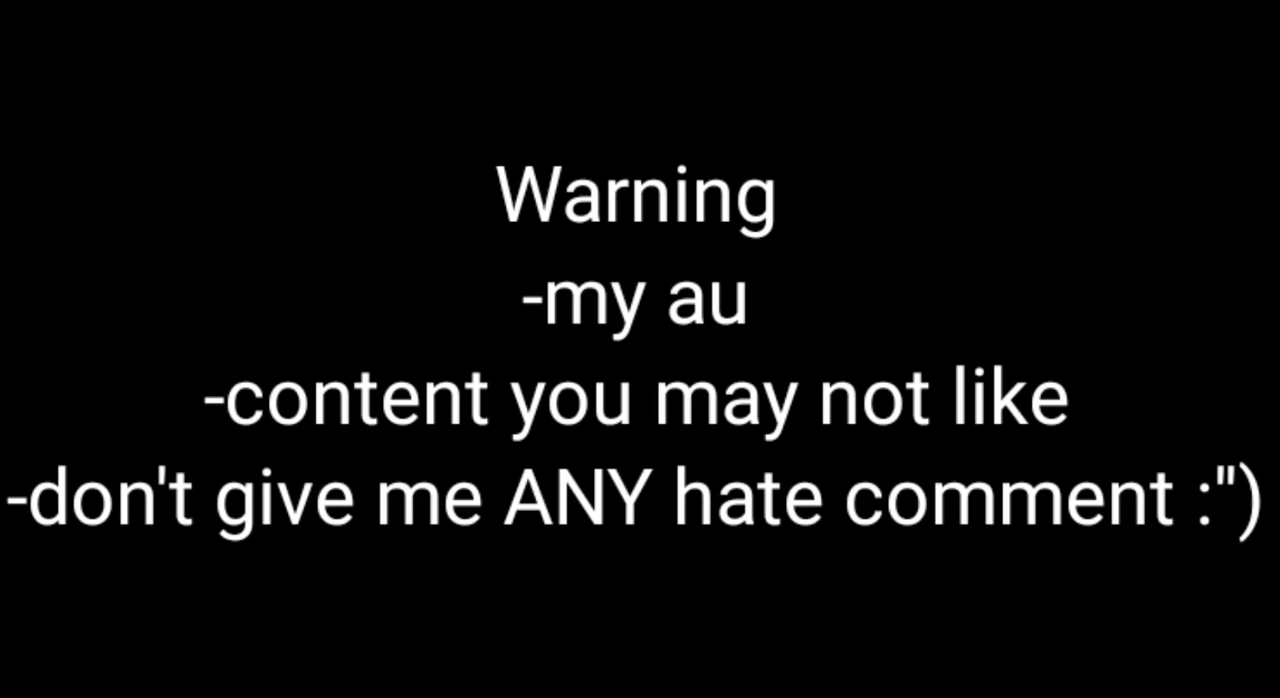 Warning
-my au
-content you may not like
-don't give me ANY hate comment :")